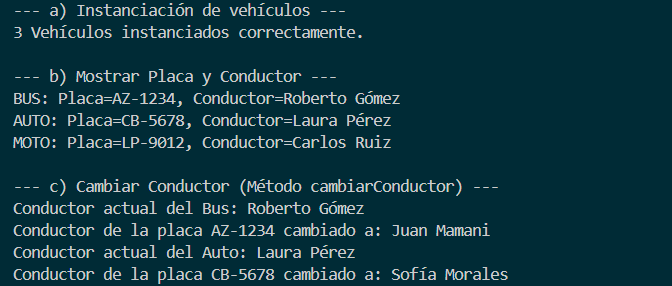 --- a) Instanciación de vehículos ---
3 Vehículos instanciados correctamente.
--- b) Mostrar Placa y Conductor ---
BUS: Placa=AZ-1234, Conductor=Roberto Gómez
AUTO: Placa=CB-5678, Conductor=Laura Pérez
MOTO: Placa=LP-9012, Conductor=Carlos Ruiz
--- c) Cambiar Conductor (Método cambiarConductor) ---
Conductor actual del Bus: Roberto Gómez
Conductor de la placa AZ-1234 cambiado a: Juan Mamani
Conductor actual del Auto: Laura Pérez
Conductor de la placa CB-5678 cambiado a: Sofía Morales